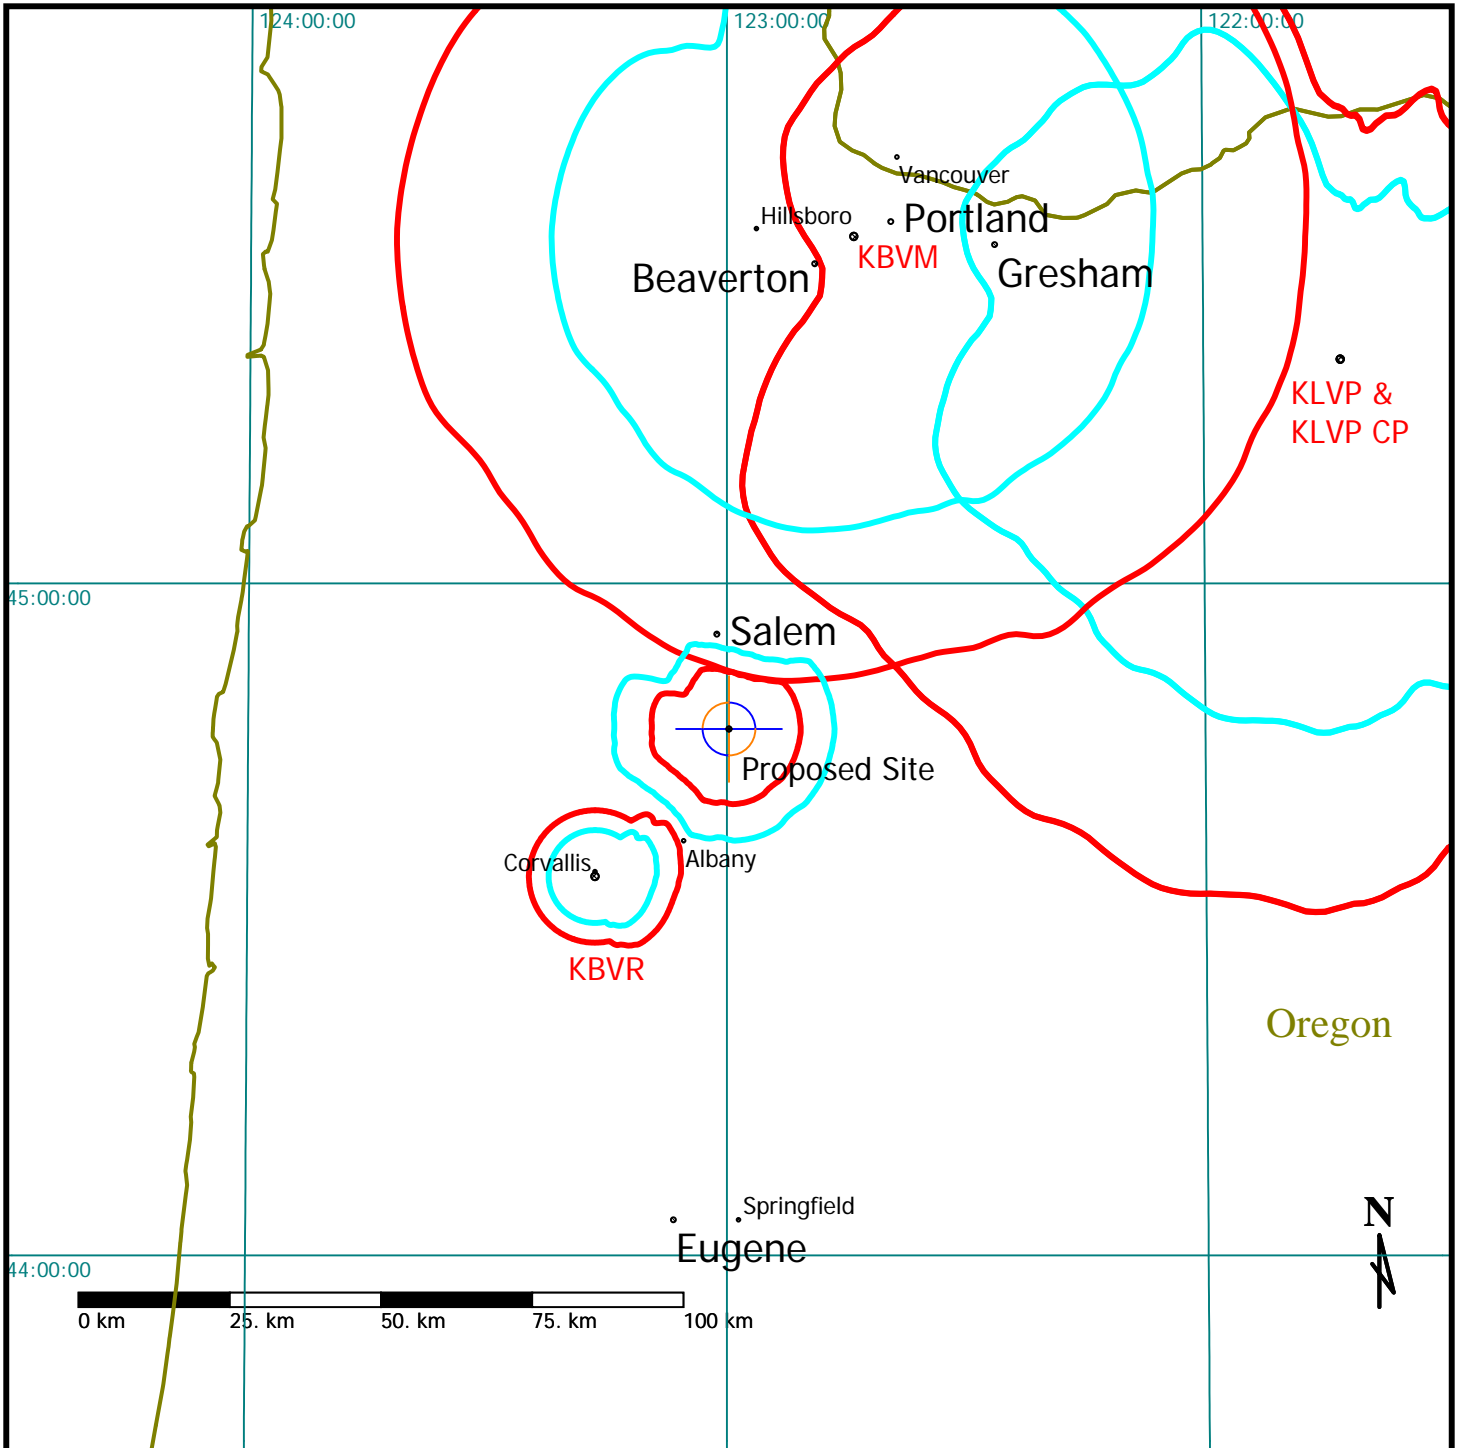 124:00:00
123:00:00
122:00:00
Vancouver
Hillsboro
Portland
KBVM
Beaverton
Gresham
KLVP &
KLVP CP
45:00:00
Salem
Proposed Site
Corvallis
Albany
KBVR
Oregon
Springfield
N
Eugene
44:00:00
0 km
25. km
50. km
75. km
100 km